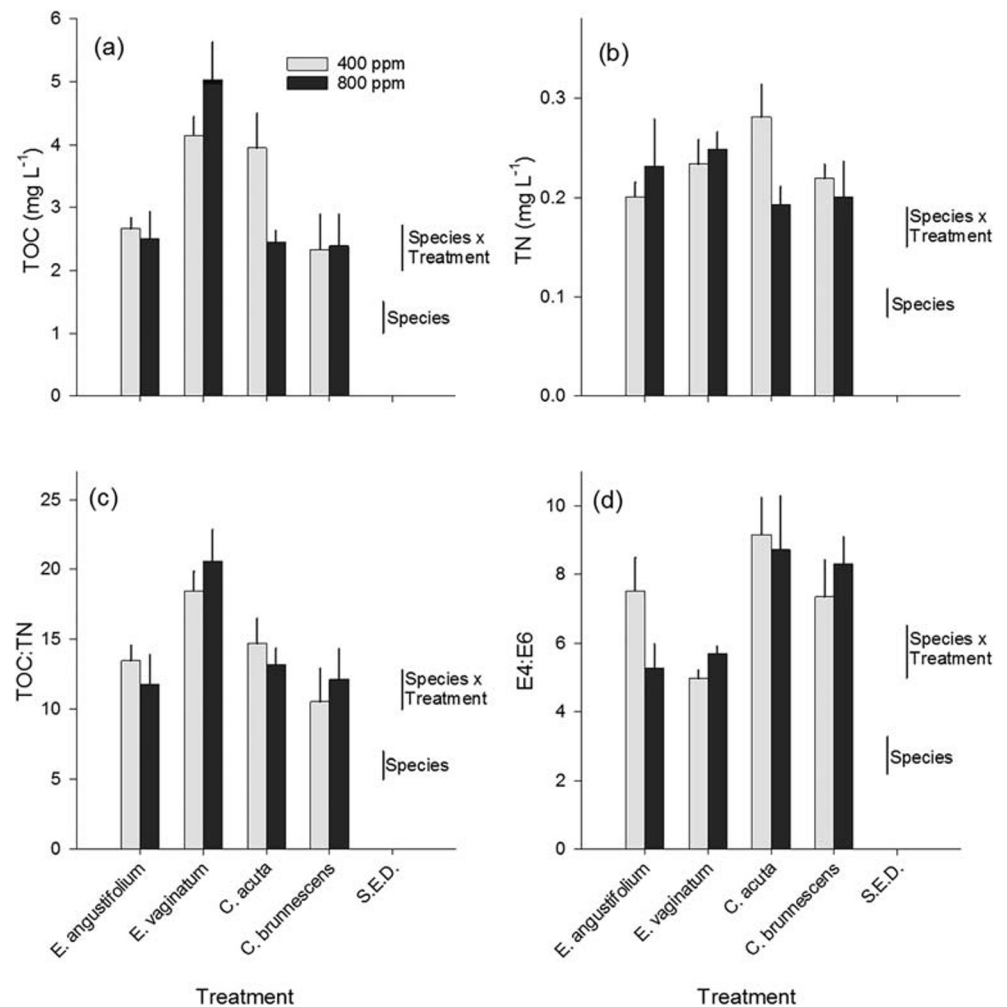 (a)
TOC (mg L⁻¹)
6
5
4
3
2
1
0
400 ppm
800 ppm
Species x
Treatment
Species
(b)
TN (mg L⁻¹)
0.3
0.2
0.1
0.0
Species x
Treatment
Species
(c)
TOC:TN
25
20
15
10
5
0
Species x
Treatment
Species
E. angustifolium
E. vaginatum
C. acuta
C. brunnescens
S.E.D.
Treatment
(d)
E4:E6
10
8
6
4
2
0
Species x
Treatment
Species
E. angustifolium
E. vaginatum
C. acuta
C. brunnescens
S.E.D.
Treatment